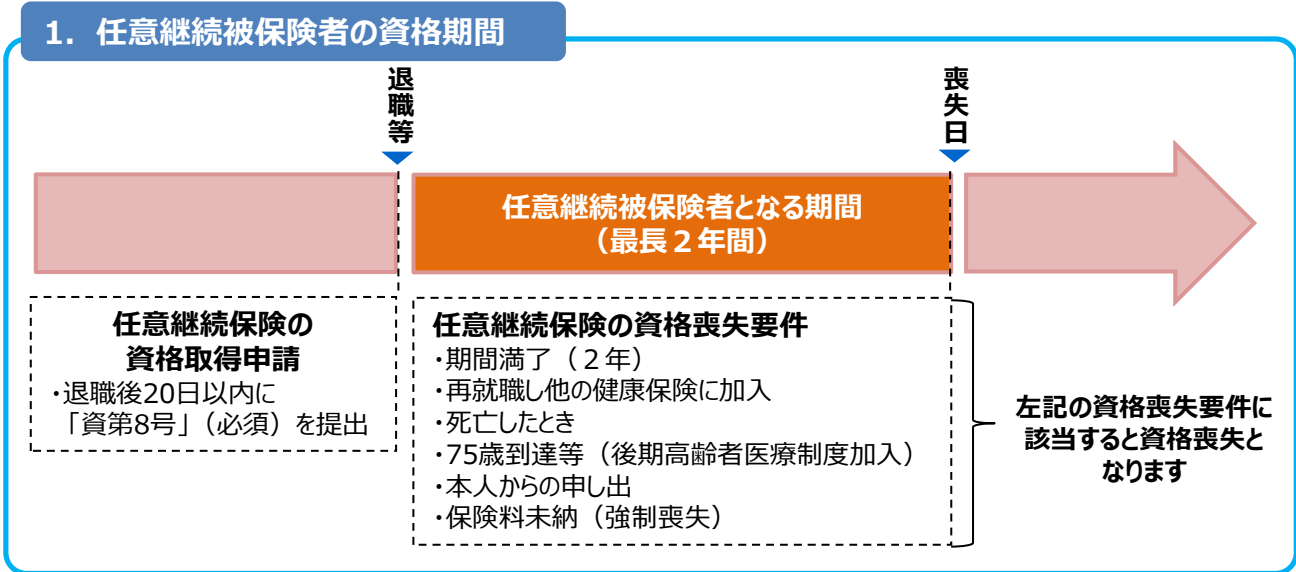 1. 任意継続被保険者の資格期間
退職等
喪失日
任意継続被保険者となる期間
（最長２年間）
任意継続保険の
資格取得申請
・退職後20日以内に
「資第8号」（必須）を提出
任意継続保険の資格喪失要件
・期間満了（２年）
・再就職し他の健康保険に加入
・死亡したとき
・75歳到達等（後期高齢者医療制度加入）
・本人からの申し出
・保険料未納（強制喪失）
左記の資格喪失要件に
該当すると資格喪失と
なります